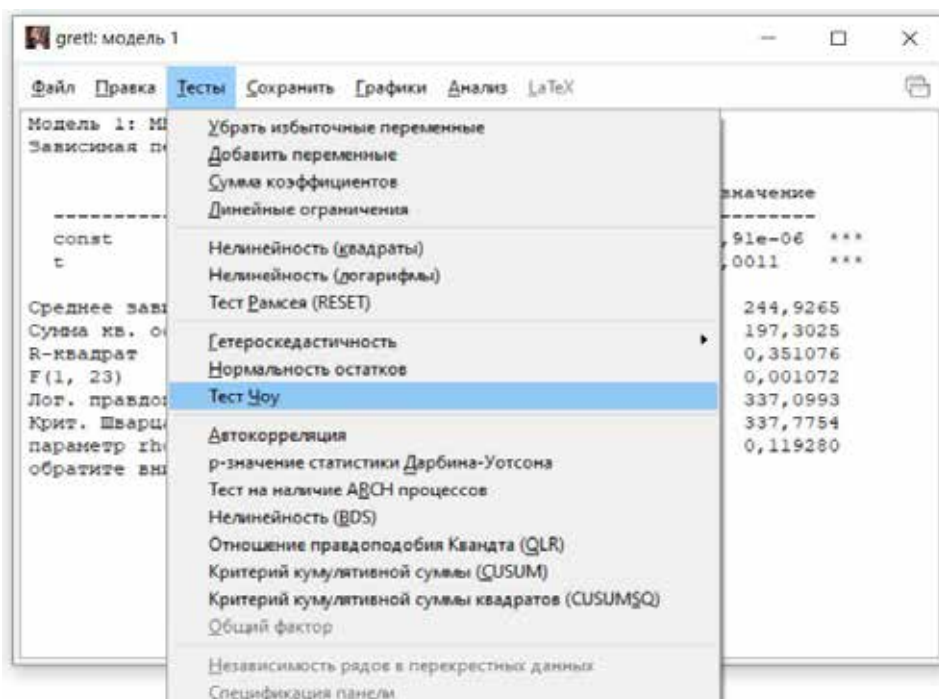 gretl: модель 1
Файл Правка Тесты Сохранить Графики Анализ LaTeX
Модель 1:
Зависимая
Убрать избыточные переменные
Добавить переменные
Сумма коэффициентов
Линейные ограничения
Нелинейность (квадраты)
Нелинейность (логарифмы)
Тест Рамсея (RESET)
Гетероскедастичность
Нормальность остатков
Тест Чоу
Автокорреляция
p-значение статистики Дарбина-Уотсона
Тест на наличие ARCH процессов
Нелинейность (BDS)
Отношение правдоподобия Квандта (QLR)
Критерий кумулятивной суммы (CUSUM)
Критерий кумулятивной суммы квадратов (CUSUMSQ)
Общий фактор
Независимость рядов в перекрестных данных
Спецификация панели
значение
const ,91e-06 ***
t ,0011 ***
Среднее зави 244,9265
Сумма кв. о 197,3025
R-квадрат 0,351076
F(1, 23) 0,001072
Лог. правдо 337,0993
Крит. Шварц 337,7754
параметр rh 0,119280
обратите вн